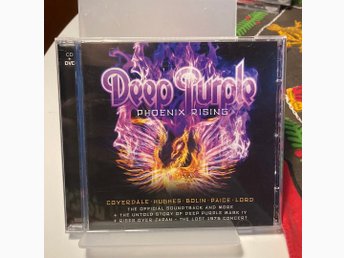 CD
+
DVD
Deep Purple
PHOENIX RISING
COVERDALE · HUGHES · BOLIN · PAICE · LORD
THE OFFICIAL SOUNDTRACK AND MORE
+ THE UNTOLD STORY OF DEEP PURPLE MARK IV
+ RISES OVER JAPAN - THE LOST 1975 CONCERT